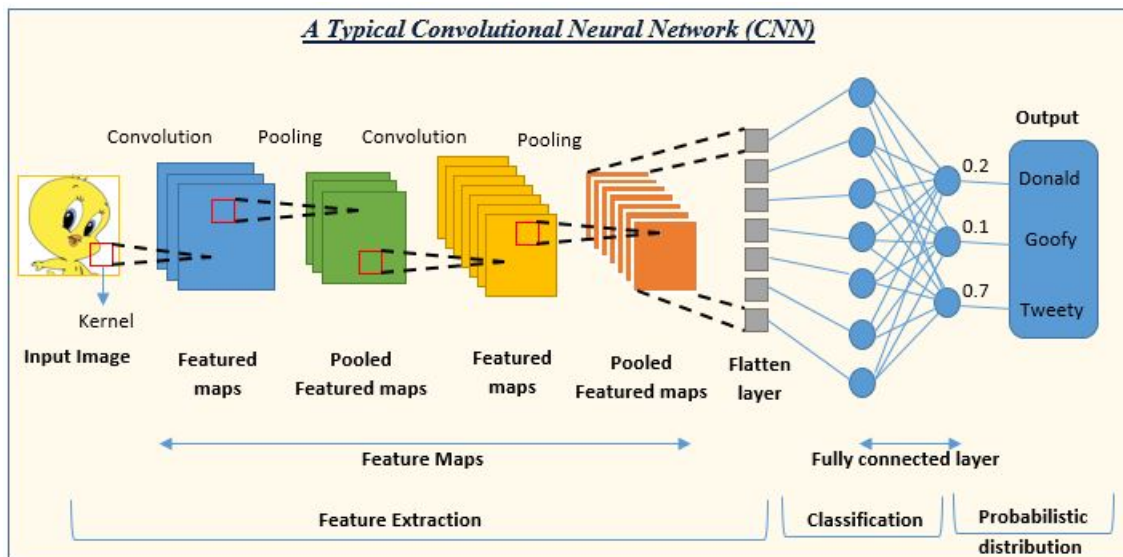 A Typical Convolutional Neural Network (CNN)
Convolution
Pooling
Convolution
Pooling
Output
0.2
Donald
0.1
Goofy
0.7
Tweety
Kernel
Input Image
Featured
maps
Pooled
Featured maps
Featured
maps
Pooled
Featured maps
Flatten
layer
Feature Maps
Fully connected layer
Feature Extraction
Classification
Probabilistic
distribution